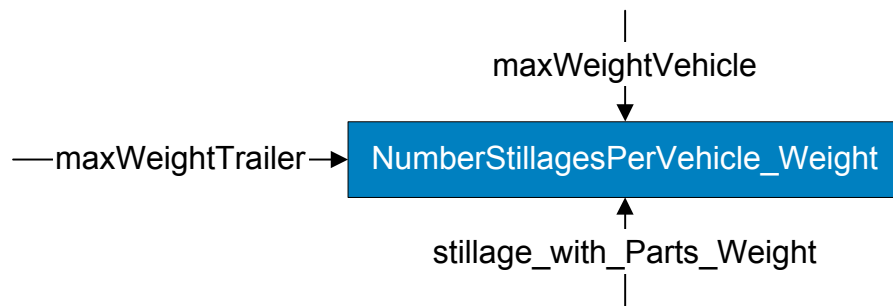 maxWeightVehicle
maxWeightTrailer
NumberStillagesPerVehicle_Weight
stillage_with_Parts_Weight